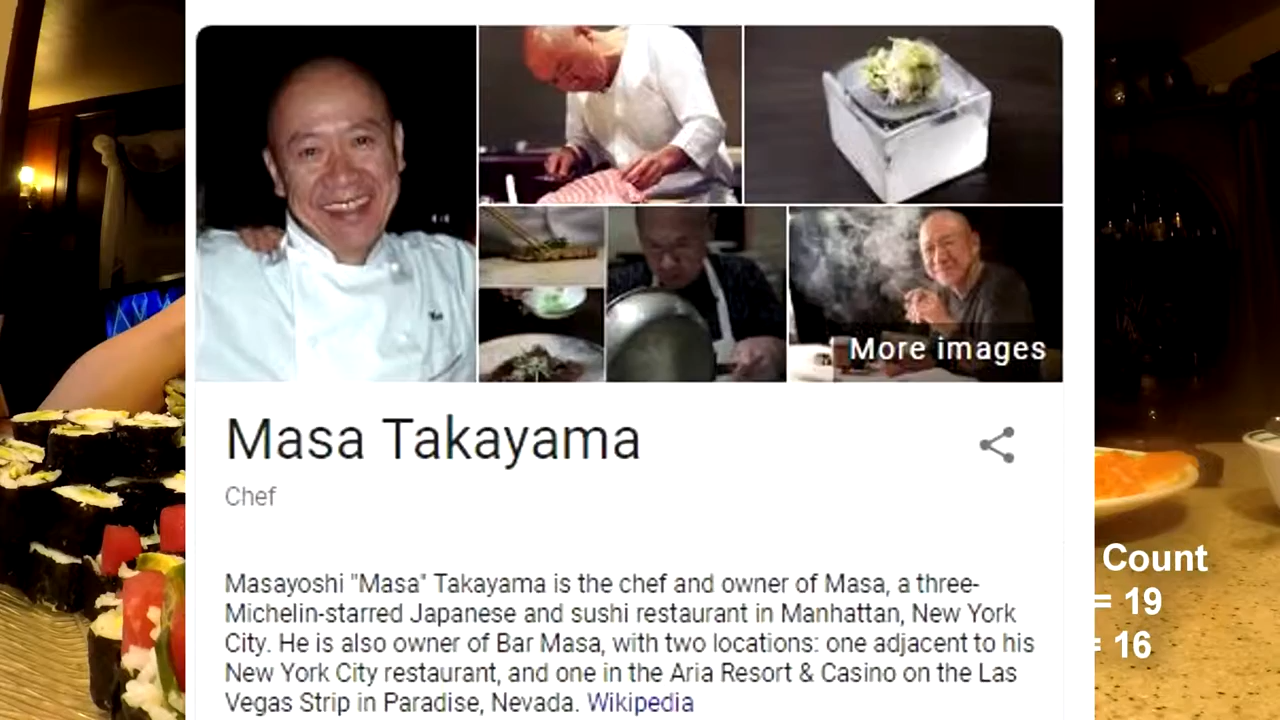 More images
Masa Takayama
Chef
Masayoshi "Masa" Takayama is the chef and owner of Masa, a three-
Michelin-starred Japanese and sushi restaurant in Manhattan, New York
City. He is also owner of Bar Masa, with two locations: one adjacent to his
New York City restaurant, and one in the Aria Resort & Casino on the Las
Vegas Strip in Paradise, Nevada. Wikipedia
Count
= 19
= 16